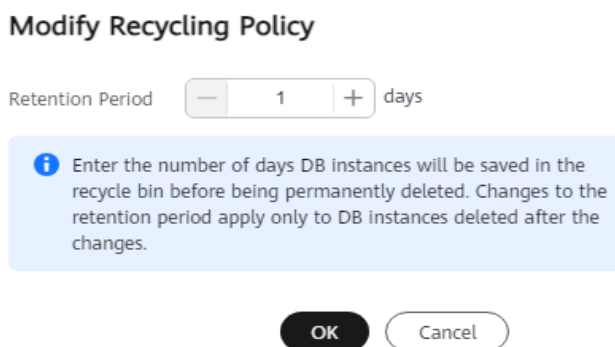 Modify Recycling Policy
Retention Period — 1 + days
Enter the number of days DB instances will be saved in the
recycle bin before being permanently deleted. Changes to the
retention period apply only to DB instances deleted after the
changes.
OK Cancel